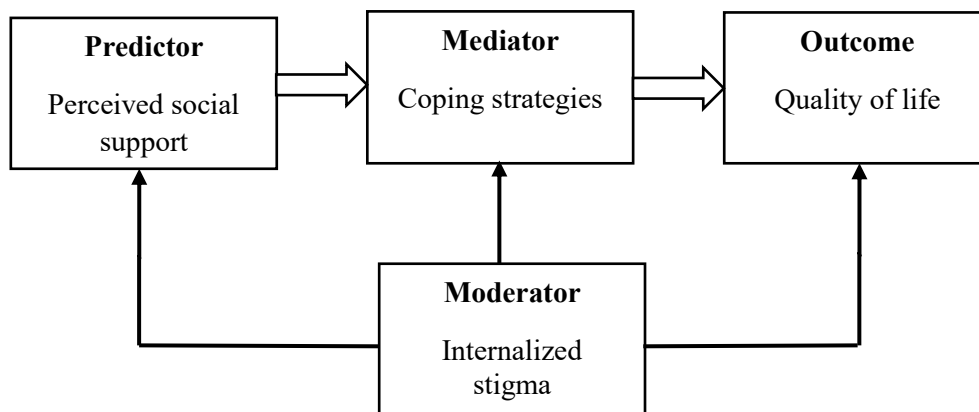 Predictor
Perceived social
support
Mediator
Coping strategies
Outcome
Quality of life
Moderator
Internalized
stigma